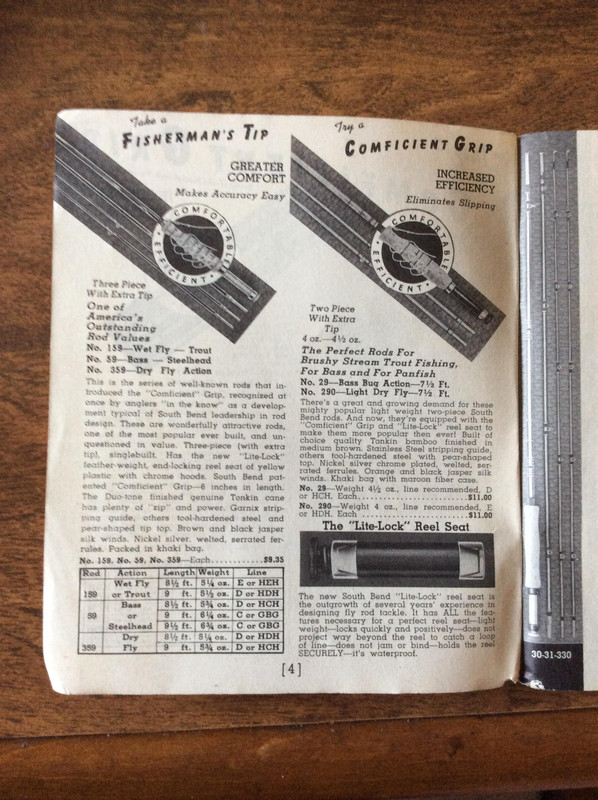 Take a
FISHERMAN'S TIP
GREATER
COMFORT
Makes Accuracy Easy
COMFORTABLE
EFFICIENT
Three Piece
With Extra Tip
One of
America's
Outstanding
Rod Values
No. 159—Wet Fly — Trout
No. 59—Bass — Steelhead
No. 359—Dry Fly Action
This is the series of well-known rods that in-
troduced the "Comficient" Grip, recognized at
once by anglers "in the know" as a develop-
ment typical of South Bend leadership in rod
design. These are wonderfully attractive rods,
one of the most popular ever built, and un-
questioned in value. Three-piece (with extra
tip), singlebuilt. Has the new "Lite-Lock"
feather-weight, end-locking reel seat of yellow
plastic with chrome hoods. South Bend pat-
ented "Comficient" Grip—6 inches in length.
The Duo-tone finished genuine Tonkin cane
has plenty of "zip" and power. Garnix strip-
ping guide, others tool-hardened steel and
pear-shaped tip top. Brown and black jasper
silk winds. Nickel silver, welted, serrated fer-
rules. Packed in khaki bag.
No. 159, No. 59, No. 359—Each...............$9.35
Rod Action Length Weight Line
Wet Fly 8½ ft. 5¼ oz. E or HEH
159 or Trout 9 ft. 5½ oz. D or HDH
Bass 8½ ft. 5¾ oz. D or HCH
59 or 9 ft. 6¼ oz. C or GBG
Steelhead 9½ ft. 6¾ oz. C or GBG
Dry 8½ ft. 5¼ oz. D or HDH
359 Fly 9 ft. 5¾ oz. D or HCH
Try a
COMFICIENT GRIP
INCREASED
EFFICIENCY
Eliminates Slipping
COMFORTABLE
EFFICIENT
Two Piece
With Extra
Tip
4 oz.—4½ oz.
The Perfect Rods For
Brushy Stream Trout Fishing,
For Bass and For Panfish
No. 29—Bass Bug Action—7½ Ft.
No. 290—Light Dry Fly—7½ Ft.
There's a great and growing demand for these
mighty popular light weight two-piece South
Bend rods. And now, they're equipped with the
"Comficient" Grip and "Lite-Lock" reel seat to
make them more popular then ever! Built of
choice quality Tonkin bamboo finished in
medium brown. Stainless Steel stripping guide,
others tool-hardened steel with pear-shaped
top. Nickel silver chrome plated, welted, ser-
rated ferrules. Orange and black jasper silk
winds. Khaki bag with maroon fiber case.
No. 29—Weight 4½ oz., line recommended, D
or HCH, Each...............$11.00
No. 290—Weight 4 oz., line recommended, E
or HDH. Each...............$11.00
The "Lite-Lock" Reel Seat
The new South Bend "Lite-Lock" reel seat is
the outgrowth of several years' experience in
designing fly rod tackle. It has ALL the fea-
tures necessary for a perfect reel seat—light
weight—locks quickly and positively—does not
project way beyond the reel to catch a loop
of line—does not jam or bind—holds the reel
SECURELY—it's waterproof.
[4]
30-31-330